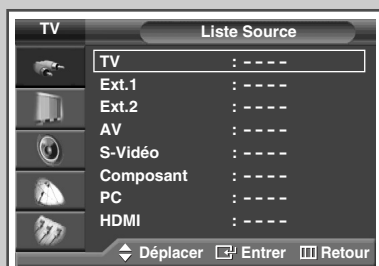 TV Liste Source
TV : - - - -
Ext.1 : - - - -
Ext.2 : - - - -
AV : - - - -
S-Vidéo : - - - -
Composant : - - - -
PC : - - - -
HDMI : - - - -
Déplacer Entrer Retour